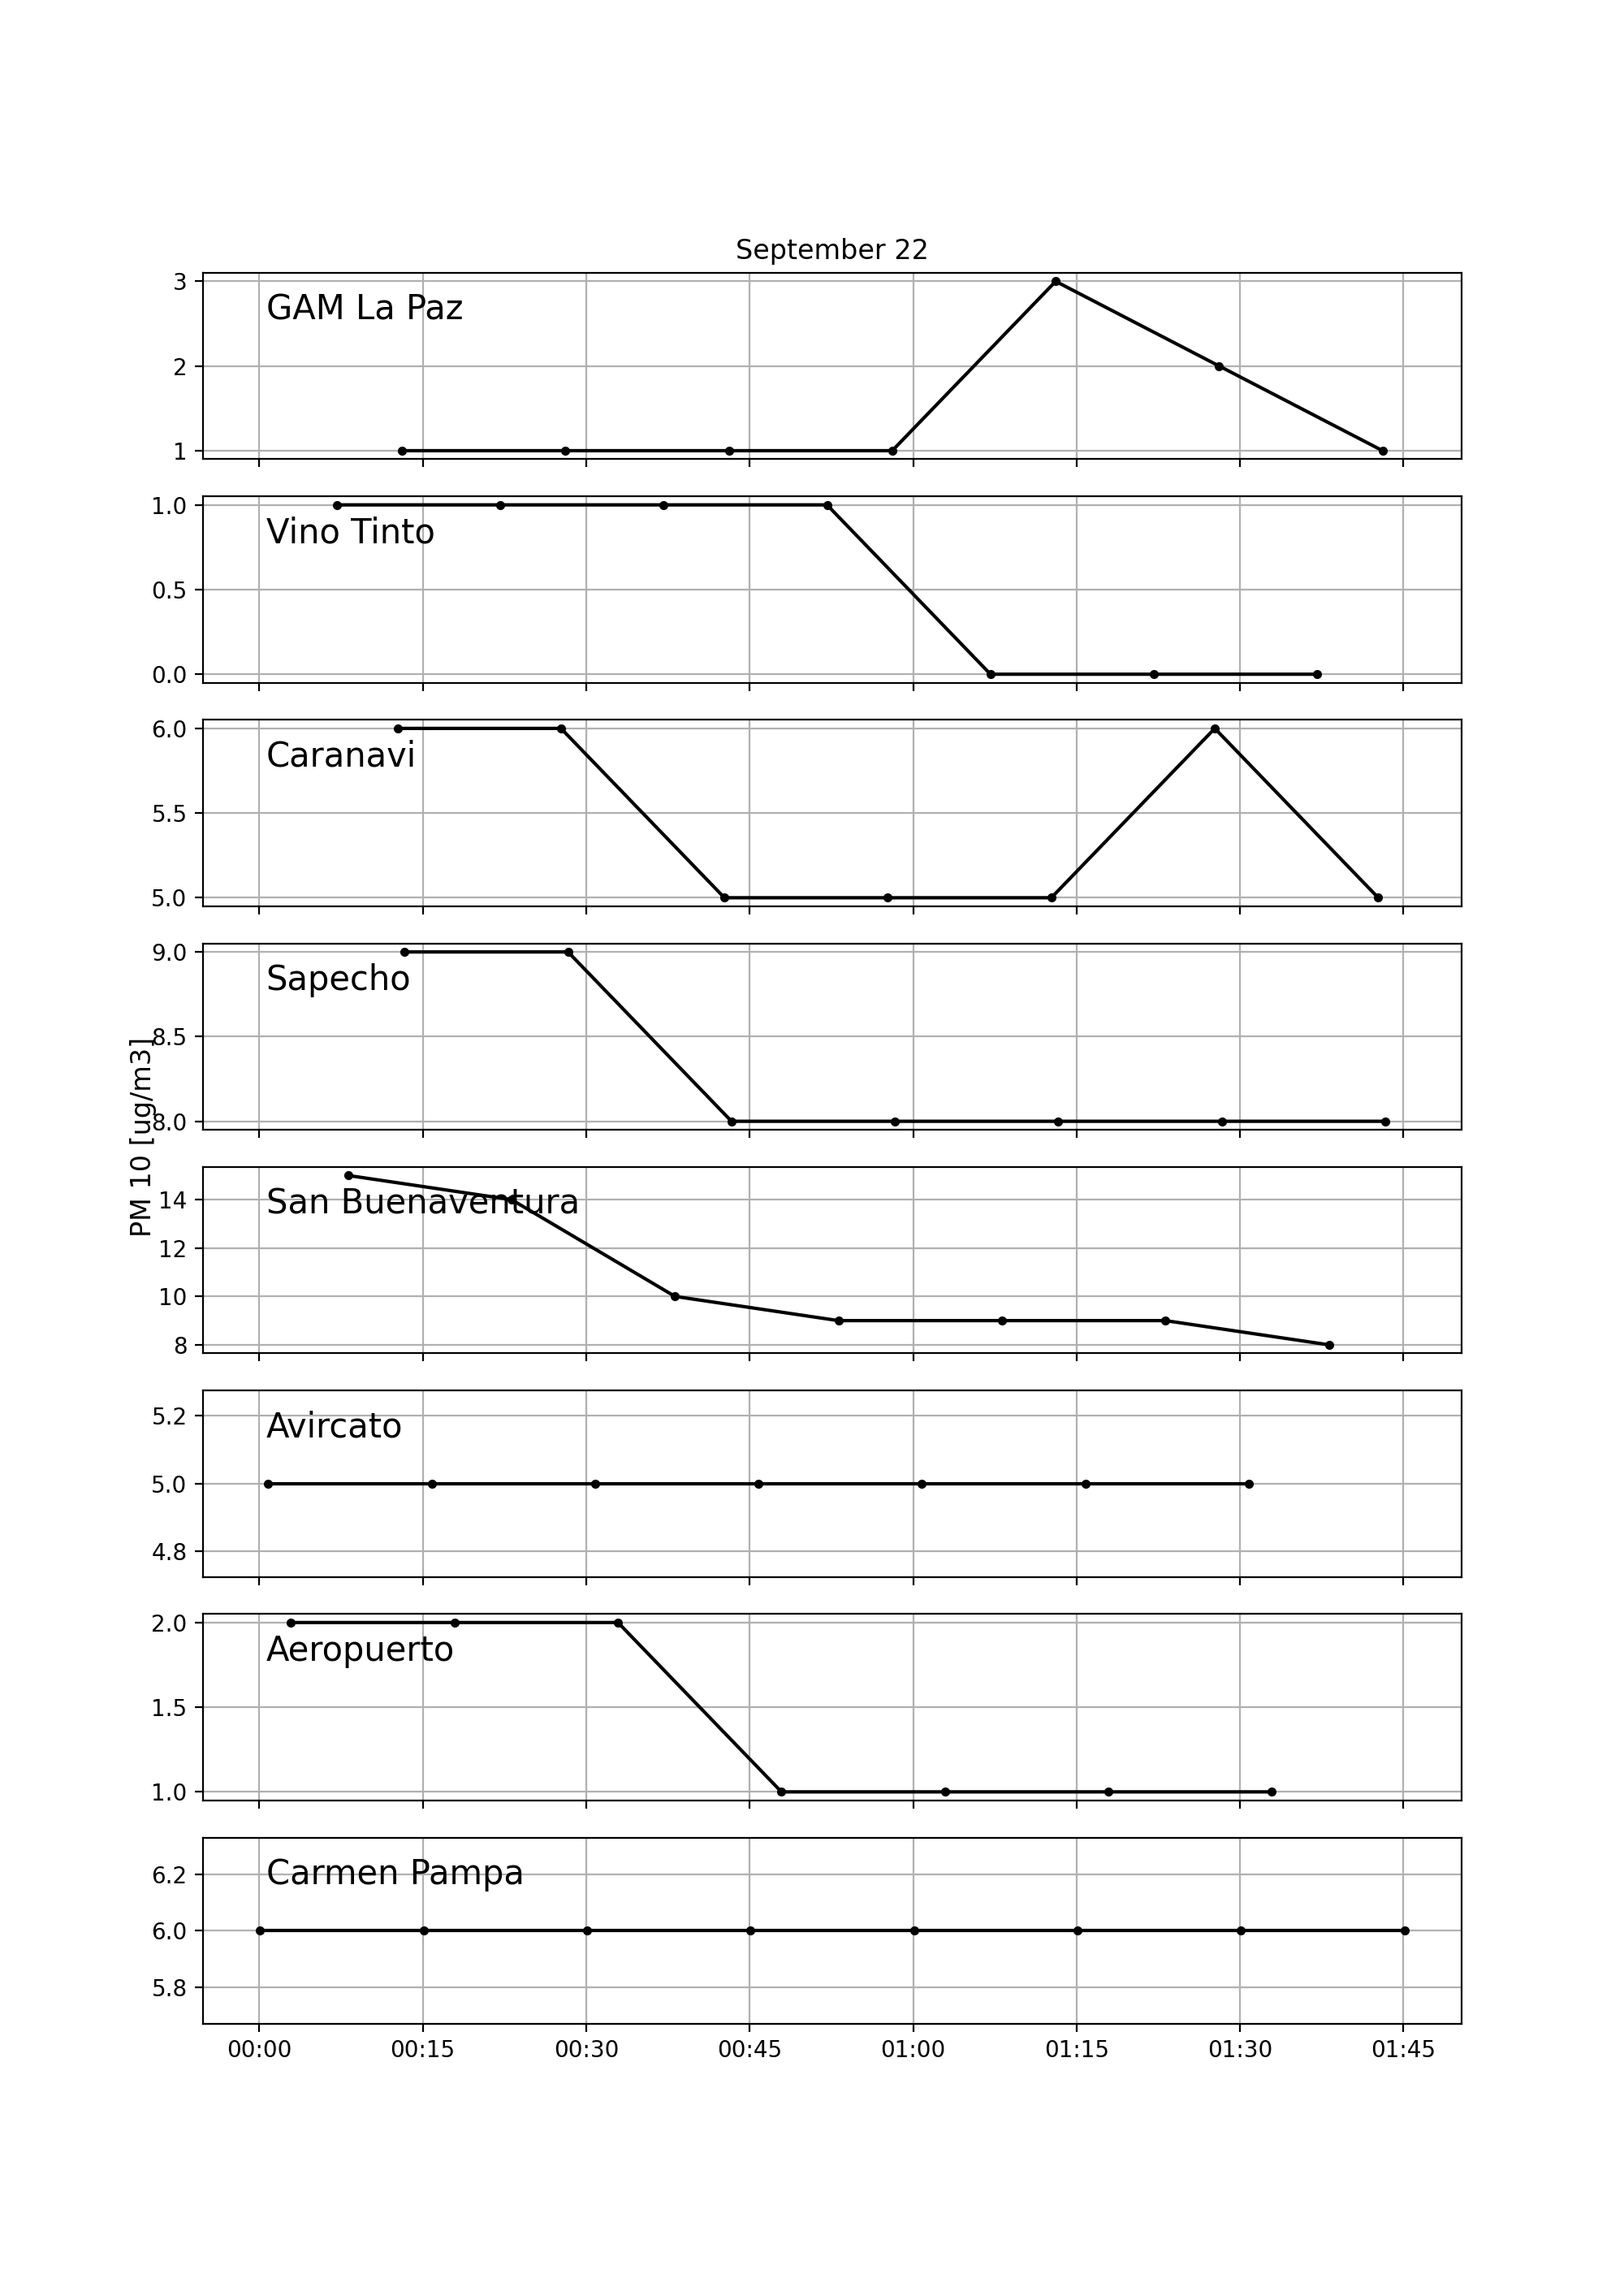 September 22
3
GAM La Paz
2
1
1.0
Vino Tinto
0.5
0.0
6.0
Caranavi
5.5
5.0
9.0
Sapecho
8.5
8.0
PM 10 [ug/m3]
San Buenaventura
14
12
10
8
5.2
Avircato
5.0
4.8
2.0
Aeropuerto
1.5
1.0
6.2
Carmen Pampa
6.0
5.8
00:00 00:15 00:30 00:45 01:00 01:15 01:30 01:45